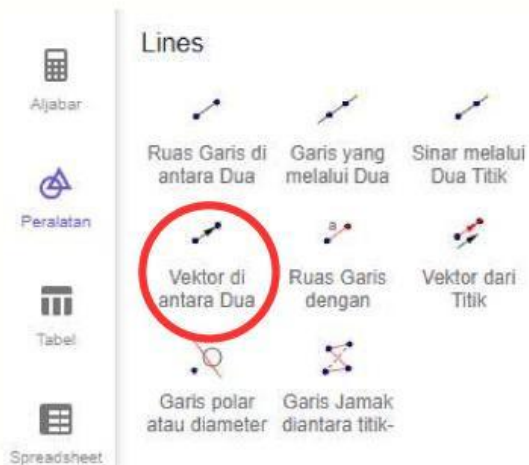 Lines
Aljabar
Ruas Garis di
antara Dua
Garis yang
melalui Dua
Sinar melalui
Dua Titik
Peralatan
Vektor di
antara Dua
a
Ruas Garis
dengan
Vektor dari
Titik
Tabel
Garis polar
atau diameter
Garis Jamak
diantara titik-
Spreadsheet